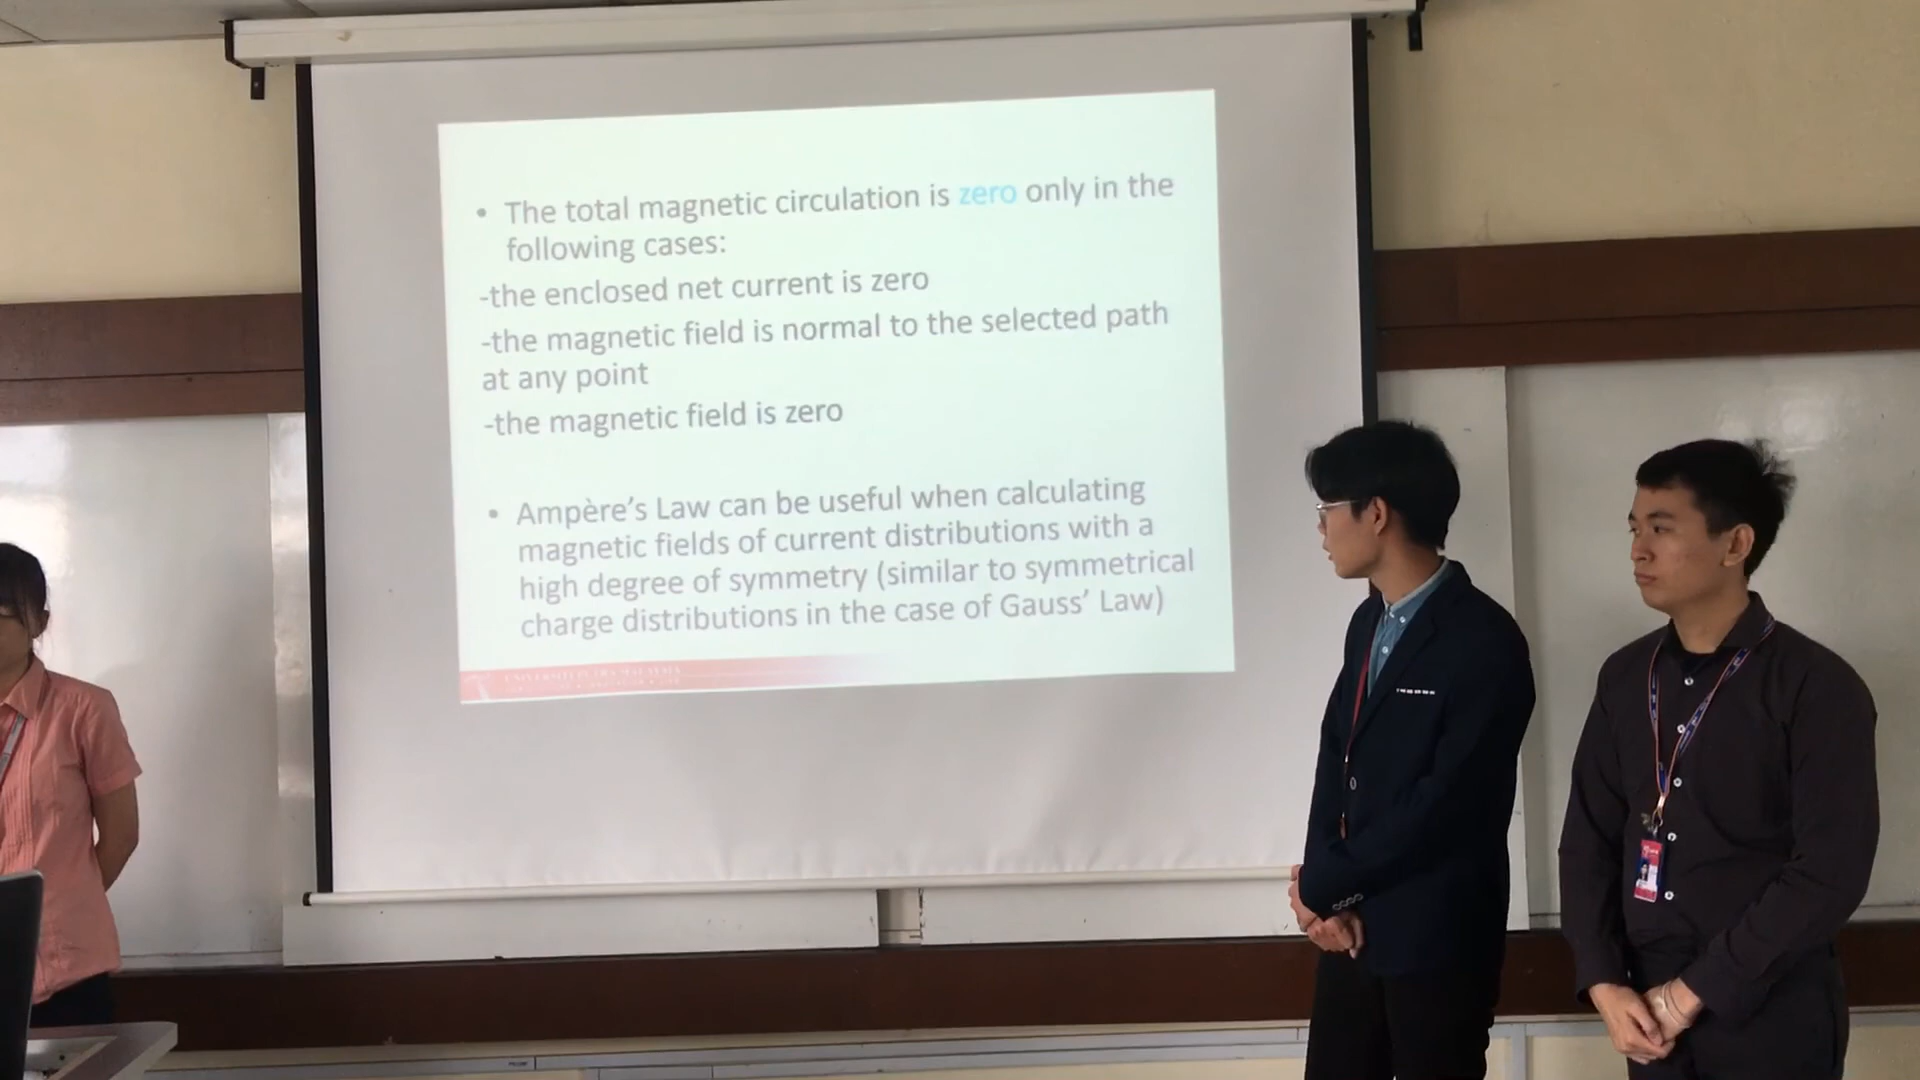 • The total magnetic circulation is zero only in the
following cases:
-the enclosed net current is zero
-the magnetic field is normal to the selected path
at any point
-the magnetic field is zero
• Ampère’s Law can be useful when calculating
magnetic fields of current distributions with a
high degree of symmetry (similar to symmetrical
charge distributions in the case of Gauss’ Law)